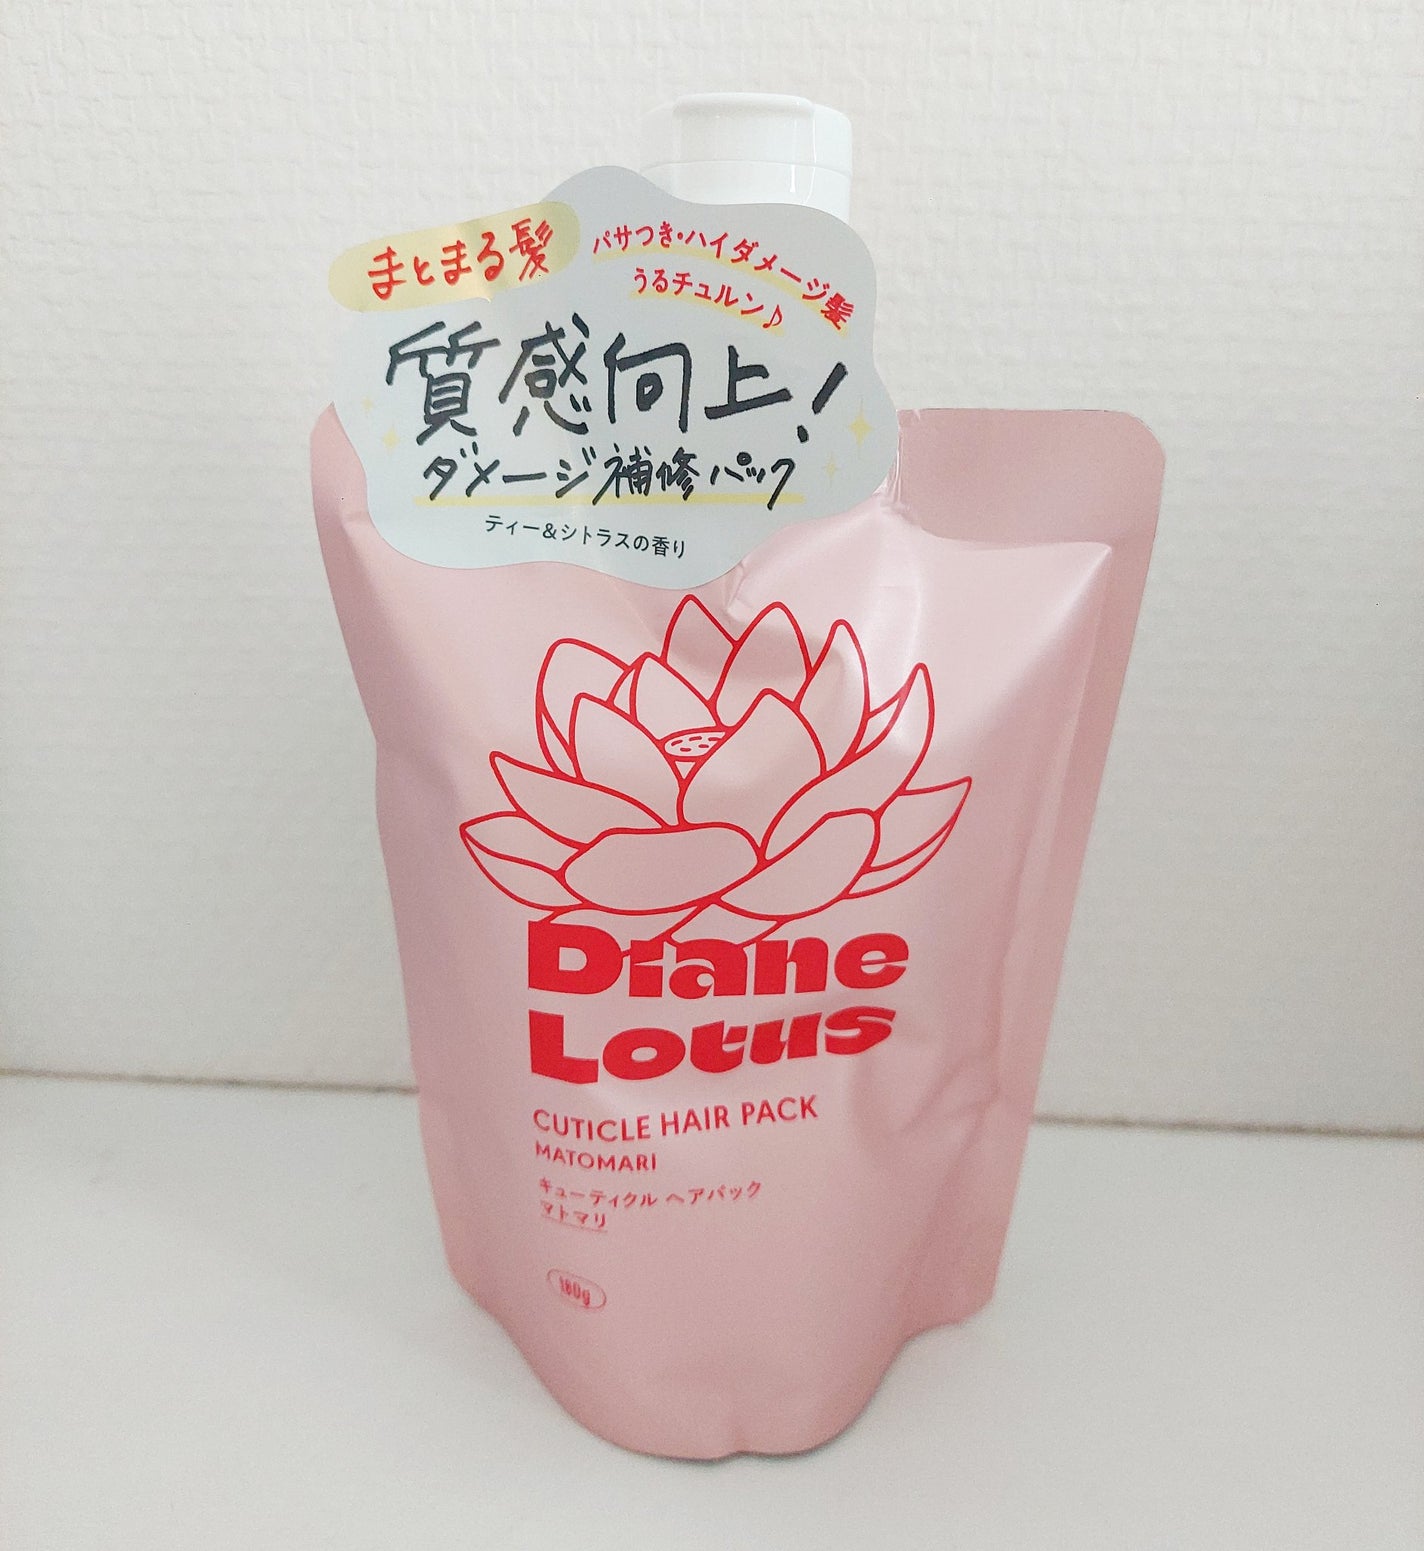 まとまる髪
パサつき・ハイダメージ髪
うるチュルン♪
質感向上!
ダメージ補修パック
ティー&シトラスの香り
Diane
Lotus
CUTICLE HAIR PACK
MATOMARI
キューティクル ヘアパック
マトマリ
180g